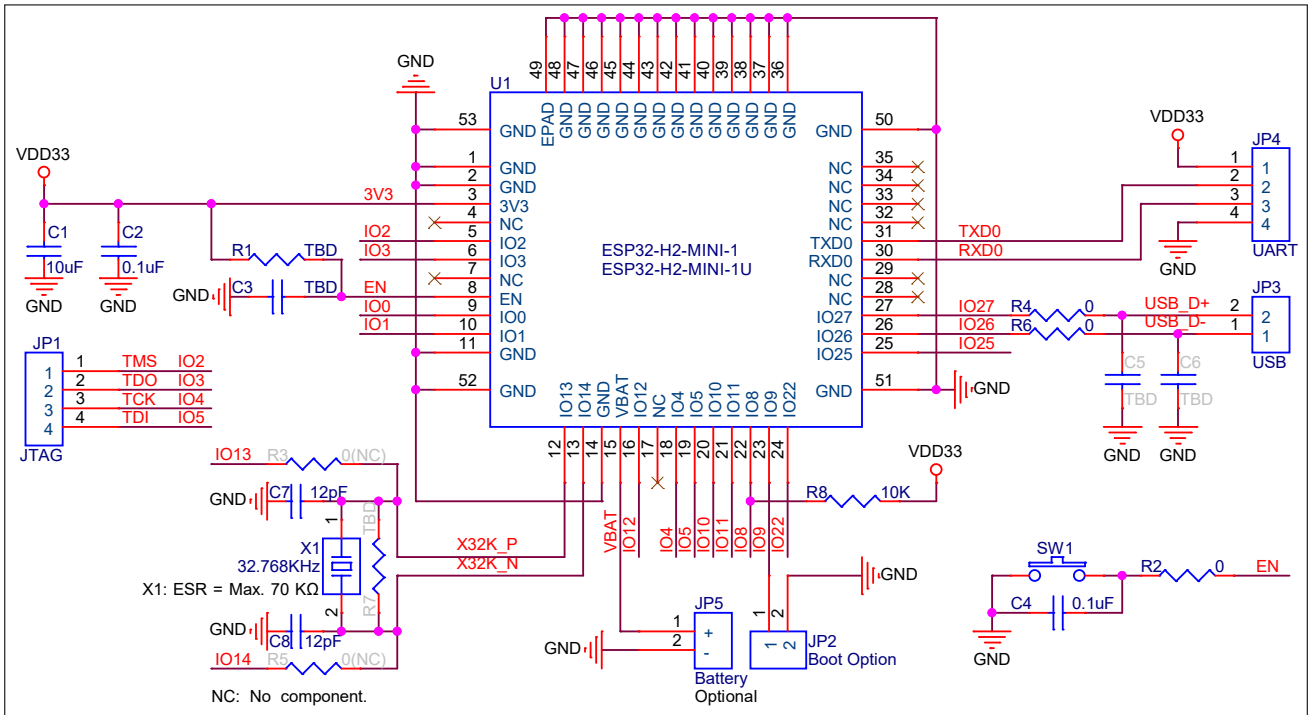 49 48 47 46 45 44 43 42 41 40 39 38 37 36
GND
U1
EPAD GND GND GND GND GND GND GND GND GND GND GND GND GND
53 GND
GND 50
VDD33
JP4
VDD33
1 GND
NC 35
1 1
2 GND
NC 34
2 2
3V3 3 3V3
NC 33
3 3
4 NC
NC 32
4 4
C1
C2
IO2 5 IO2
ESP32-H2-MINI-1
TXD0 31 TXD0
R1 TBD
IO3 6 IO3
ESP32-H2-MINI-1U
RXD0 30 RXD0
GND
UART
10uF
0.1uF
7 NC
NC 29
GND C3 TBD
EN 8 EN
NC 28
JP3
GND
GND
IO0 9 IO0
IO27 27 IO27 R4 0 USB_D+ 2 2
IO1 10 IO1
IO26 26 IO26 R6 0 USB_D- 1 1
11 GND
IO25 25 IO25
JP1
USB
1 1 TMS IO2
C5
C6
2 2 TDO IO3
52 GND
GND 51
GND
3 3 TCK IO4
TBD
TBD
4 4 TDI IO5
IO13 IO14 GND VBAT IO12 NC IO4 IO5 IO10 IO11 IO8 IO9 IO22
JTAG
12 13 14 15 16 17 18 19 20 21 22 23 24
GND
GND
IO13 R3 0(NC)
VDD33
GND C7 12pF
R8 10K
1
TBD
VBAT IO12 IO4 IO5 IO10 IO11 IO8 IO9 IO22
X1
X32K_P
32.768KHz
X32K_N
SW1
X1: ESR = Max. 70 KΩ
R2 0 EN
GND
2
R7
C4 0.1uF
JP5
1 2
GND C8 12pF
1 +
GND
2 -
1 2
JP2
GND
IO14 R5 0(NC)
Boot Option
Battery
NC: No component.
Optional